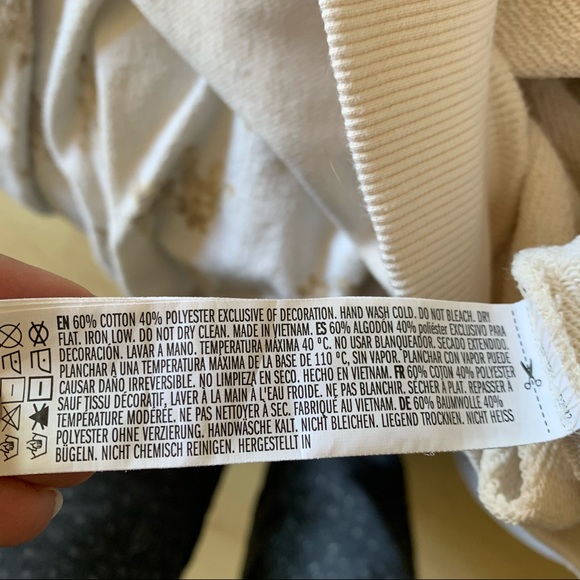 EN 60% COTTON 40% POLYESTER EXCLUSIVE OF DECORATION. HAND WASH COLD. DO NOT BLEACH. DRY
FLAT. IRON LOW. DO NOT DRY CLEAN. MADE IN VIETNAM. ES 60% ALGODÓN 40% poliéster EXCLUSIVO PARA
DECORACIÓN. LAVAR A MANO. TEMPERATURA MÁXIMA 40 ºC. NO USAR BLANQUEADOR. SECADO EXTENDIDO.
PLANCHAR A UNA TEMPERATURA MÁXIMA DE LA BASE DE 110 ºC, SIN VAPOR. PLANCHAR CON VAPOR PUEDE
CAUSAR DAÑO IRREVERSIBLE. NO LIMPIEZA EN SECO. HECHO EN VIETNAM. FR 60% COTON 40% POLYESTER
SAUF TISSU DÉCORATIF, LAVER À LA MAIN À L'EAU FROIDE. NE PAS BLANCHIR. SÉCHER À PLAT. REPASSER À
TEMPÉRATURE MODÉRÉE. NE PAS NETTOYER À SEC. FABRIQUÉ AU VIETNAM. DE 60% BAUMWOLLE 40%
POLYESTER OHNE VERZIERUNG. HANDWÄSCHE KALT. NICHT BLEICHEN. LIEGEND TROCKNEN. NICHT HEISS
BÜGELN. NICHT CHEMISCH REINIGEN. HERGESTELLT IN